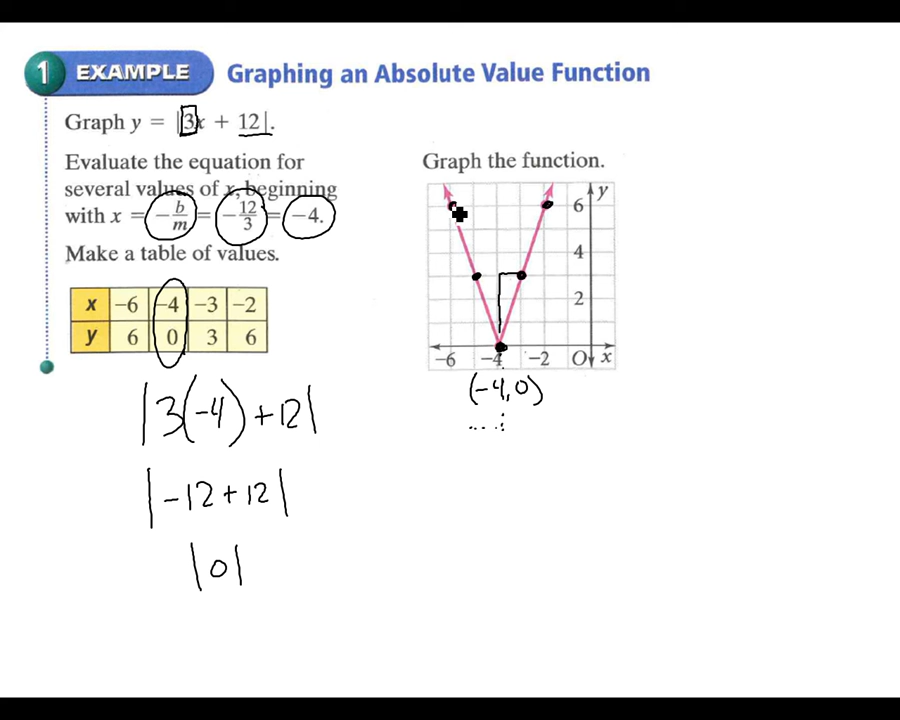 1 EXAMPLE Graphing an Absolute Value Function
Graph y = |3x + 12|.
Evaluate the equation for
several values of x, beginning
with x = −b/m = −12/3 = −4.
Make a table of values.
x −6 −4 −3 −2
y 6 0 3 6
|3(-4)+12|
|-12+12|
|0|
Graph the function.
y
6
4
2
−6 −4 −2 O x
(-4,0)